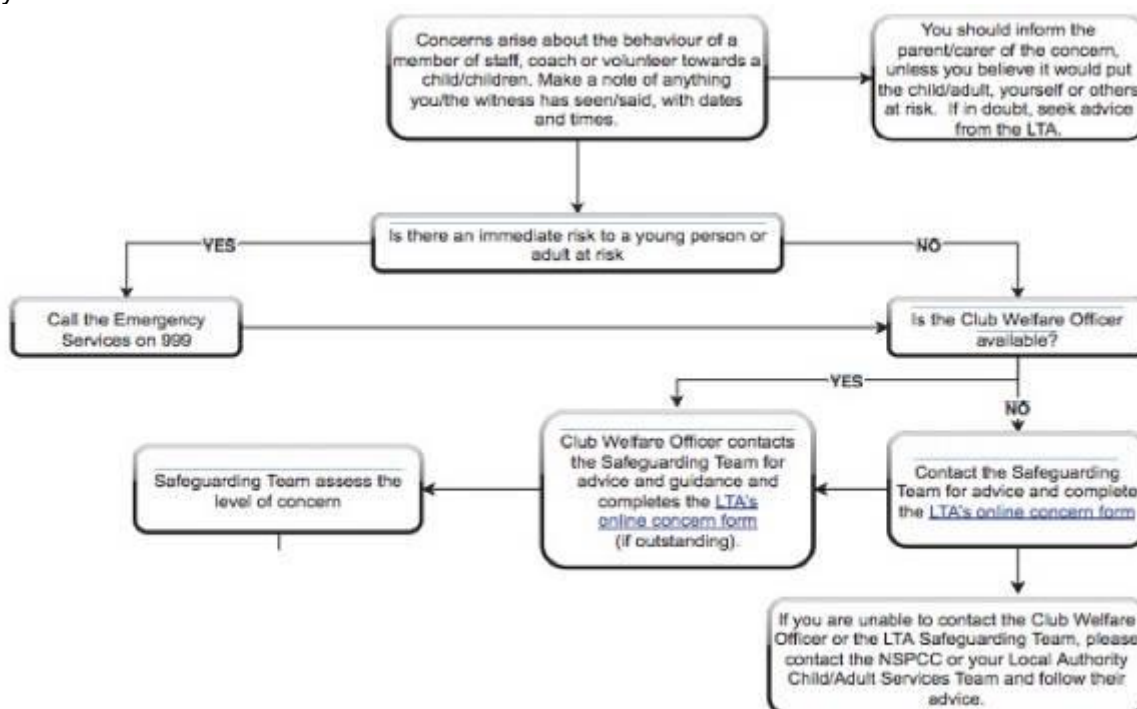 y
Concerns arise about the behaviour of a
member of staff, coach or volunteer towards a
child/children. Make a note of anything
you/the witness has seen/said, with dates
and times.
You should inform the
parent/carer of the concern,
unless you believe it would put
the child/adult, yourself or others
at risk. If in doubt, seek advice
from the LTA.
Is there an immediate risk to a young person or
adult at risk
YES
NO
Call the Emergency
Services on 999
Is the Club Welfare Officer
available?
YES
NO
Club Welfare Officer contacts
the Safeguarding Team for
advice and guidance and
completes the LTA's
online concern form
(if outstanding).
Contact the Safeguarding
Team for advice and complete
the LTA's online concern form
Safeguarding Team assess the
level of concern
If you are unable to contact the Club Welfare
Officer or the LTA Safeguarding Team, please
contact the NSPCC or your Local Authority
Child/Adult Services Team and follow their
advice.